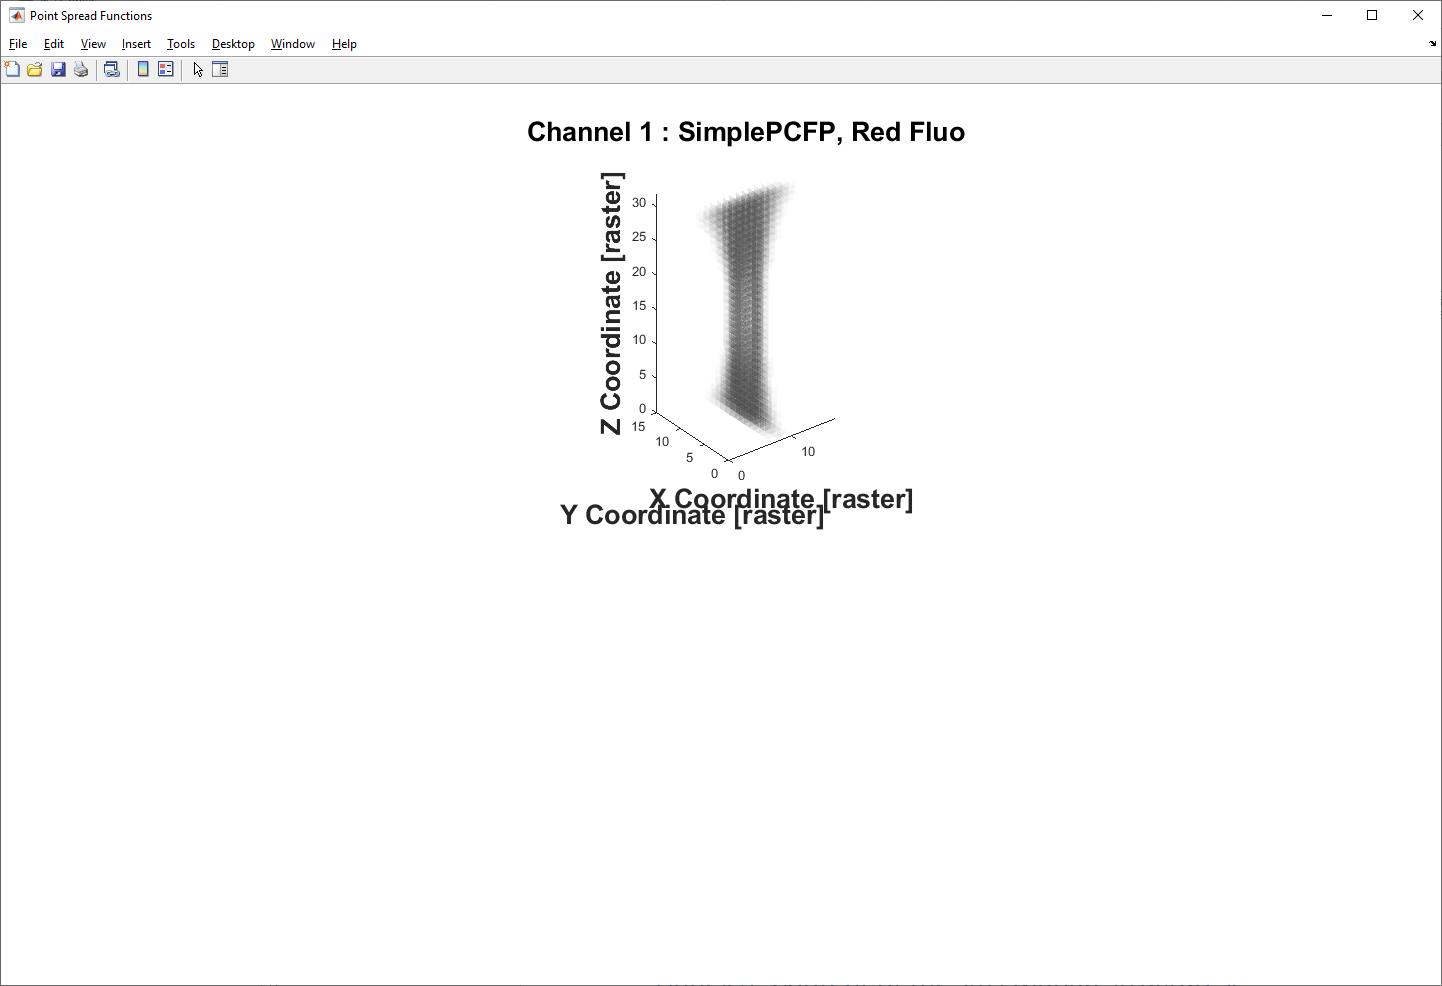 Point Spread Functions
File Edit View Insert Tools Desktop Window Help
Channel 1 : SimplePCFP, Red Fluo
Z Coordinate [raster]
30
25
20
15
10
5
0
15
10
5
0
0
10
X Coordinate [raster]
Y Coordinate [raster]